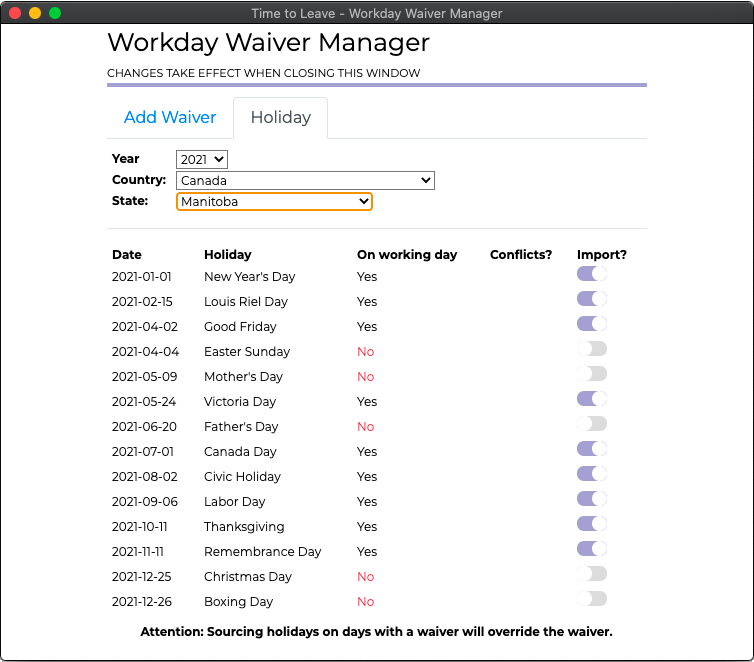 Time to Leave - Workday Waiver Manager
Workday Waiver Manager
CHANGES TAKE EFFECT WHEN CLOSING THIS WINDOW
Add Waiver Holiday
Year 2021
Country: Canada
State: Manitoba
Date Holiday On working day Conflicts? Import?
2021-01-01 New Year's Day Yes
2021-02-15 Louis Riel Day Yes
2021-04-02 Good Friday Yes
2021-04-04 Easter Sunday No
2021-05-09 Mother's Day No
2021-05-24 Victoria Day Yes
2021-06-20 Father's Day No
2021-07-01 Canada Day Yes
2021-08-02 Civic Holiday Yes
2021-09-06 Labor Day Yes
2021-10-11 Thanksgiving Yes
2021-11-11 Remembrance Day Yes
2021-12-25 Christmas Day No
2021-12-26 Boxing Day No
Attention: Sourcing holidays on days with a waiver will override the waiver.